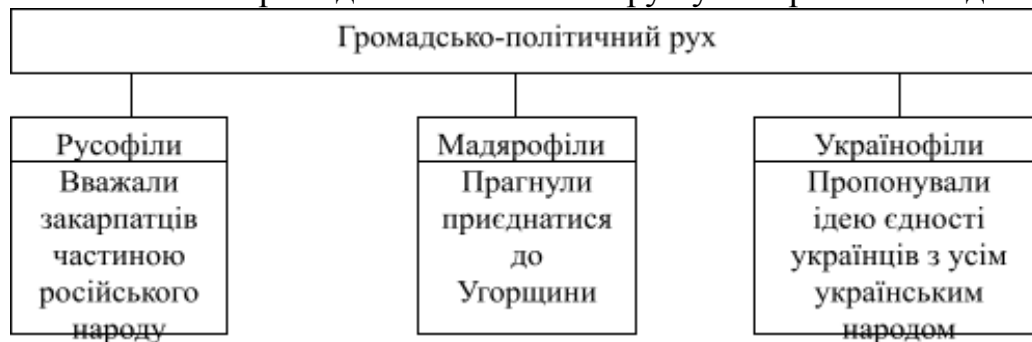 Громадсько-політичний рух
Русофіли
Вважали
закарпатців
частиною
російського
народу
Мадярофіли
Прагнули
приєднатися
до
Угорщини
Українофіли
Пропонували
ідею єдності
українців з усім
українським
народом